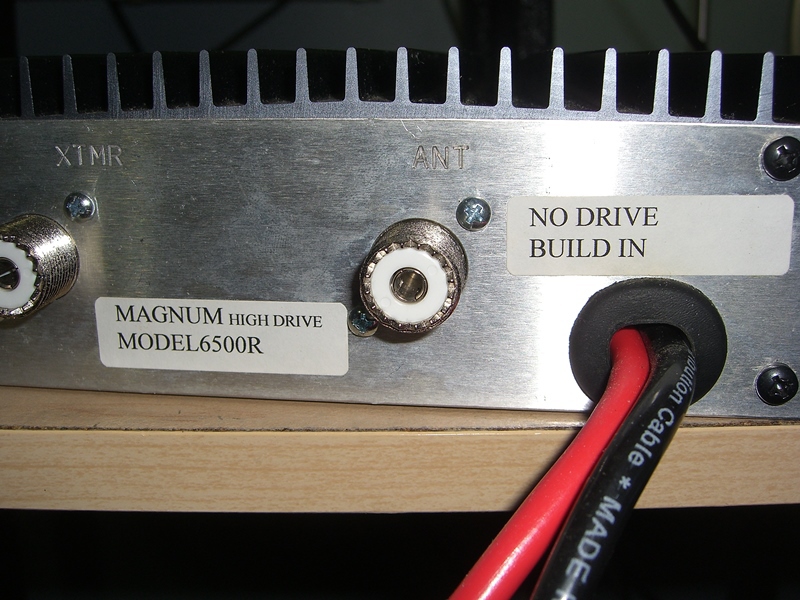 XTMR
ANT
NO DRIVE
BUILD IN
MAGNUM HIGH DRIVE
MODEL6500R
Cable * MADE